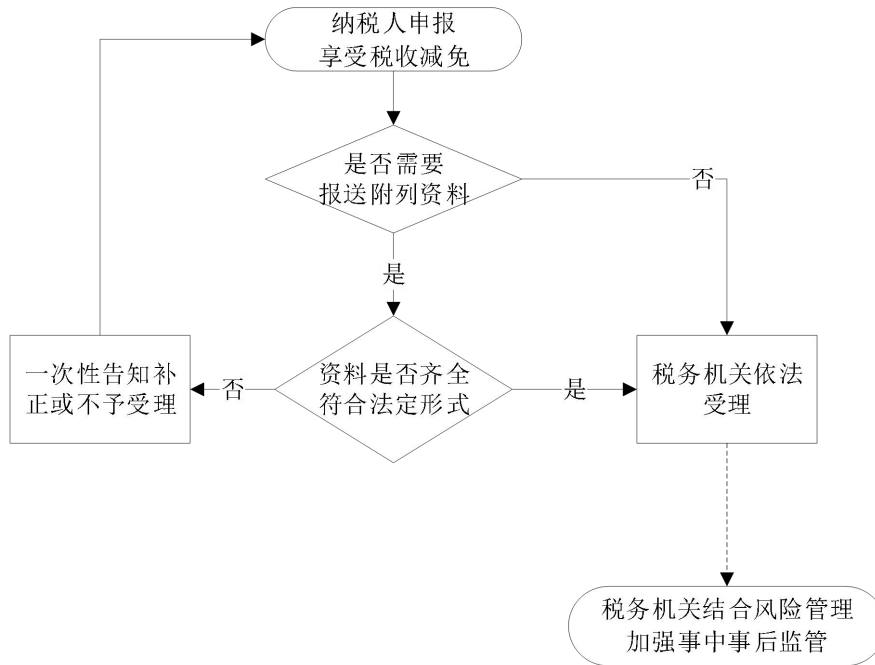 纳税人申报
享受税收减免
是否需要
报送附列资料
否
是
一次性告知补
正或不予受理
否
资料是否齐全
符合法定形式
是
税务机关依法
受理
税务机关结合风险管理
加强事中事后监管